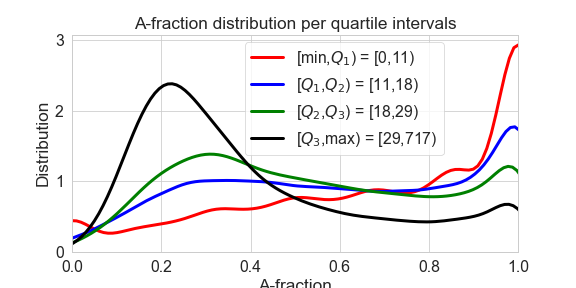 A-fraction distribution per quartile intervals
3
2
1
0
Distribution
[min,Q₁) = [0,11)
[Q₁,Q₂) = [11,18)
[Q₂,Q₃) = [18,29)
[Q₃,max) = [29,717)
0.0 0.2 0.4 0.6 0.8 1.0
A-fraction